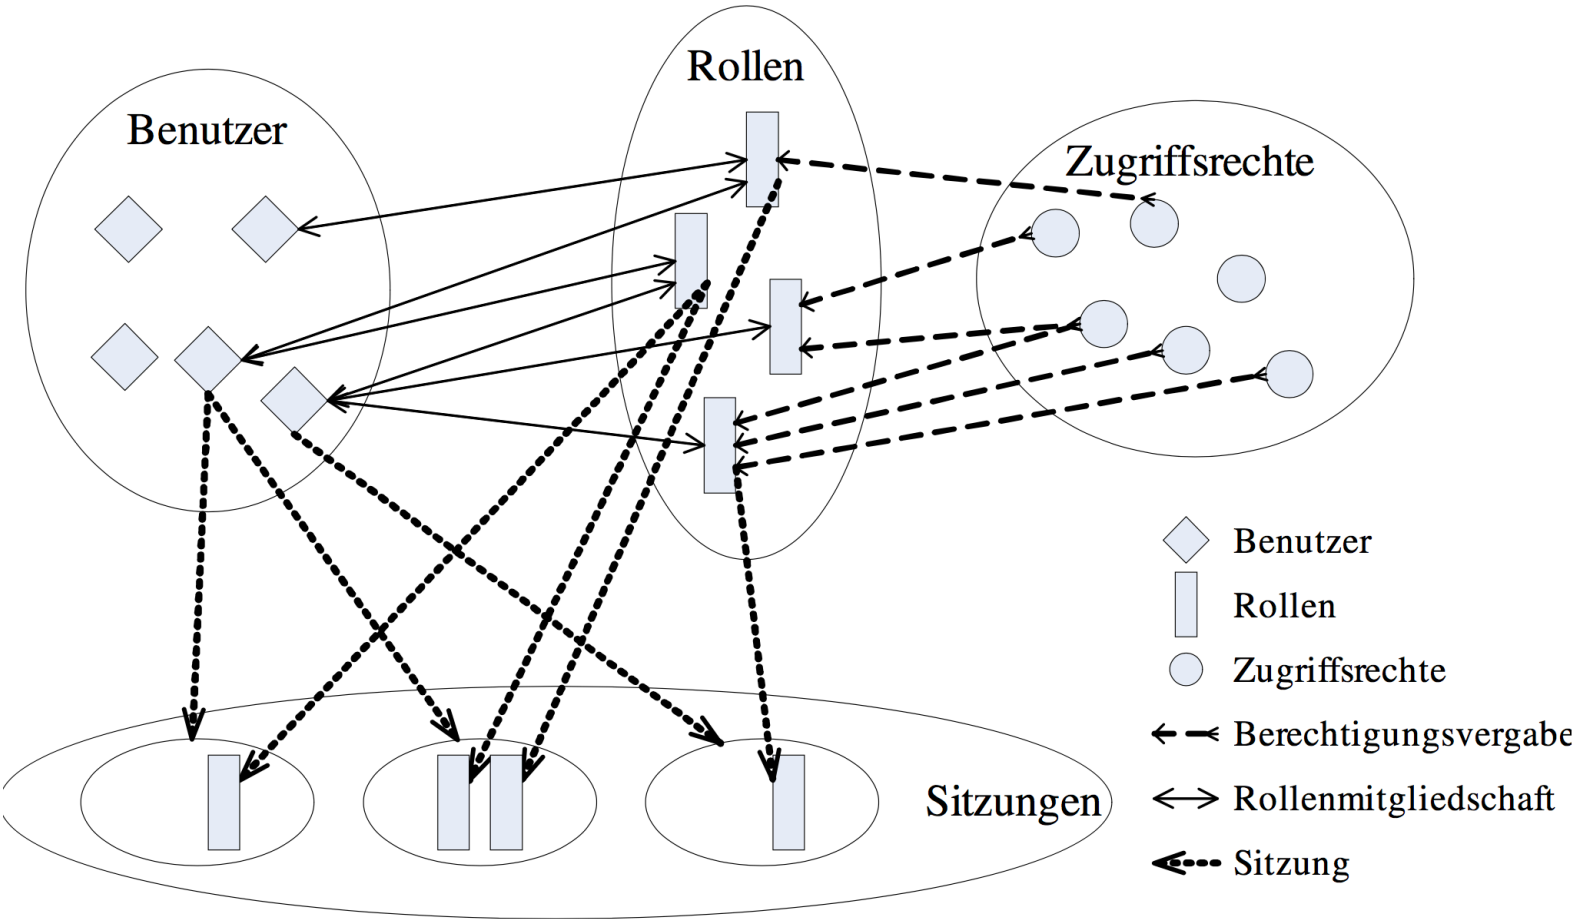 Rollen
Benutzer
Zugriffsrechte
Benutzer
Rollen
Zugriffsrechte
Berechtigungsvergabe
Rollenmitgliedschaft
Sitzung
Sitzungen